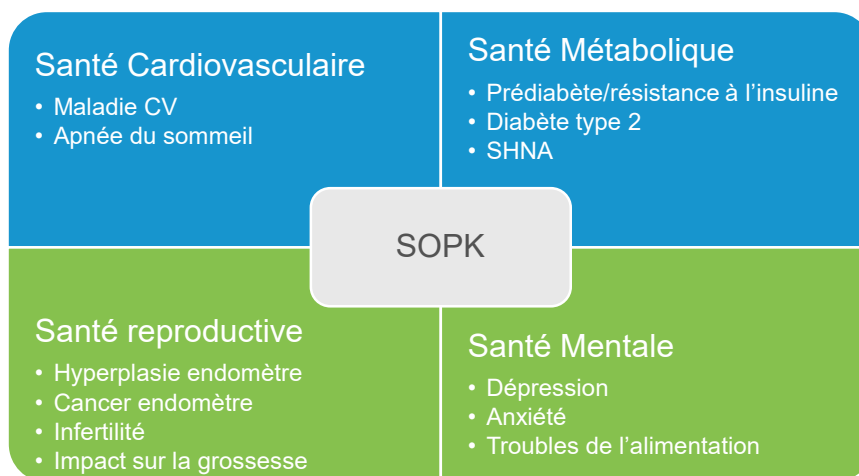 Santé Cardiovasculaire
• Maladie CV
• Apnée du sommeil
Santé Métabolique
• Prédiabète/résistance à l’insuline
• Diabète type 2
• SHNA
SOPK
Santé reproductive
• Hyperplasie endomètre
• Cancer endomètre
• Infertilité
• Impact sur la grossesse
Santé Mentale
• Dépression
• Anxiété
• Troubles de l’alimentation